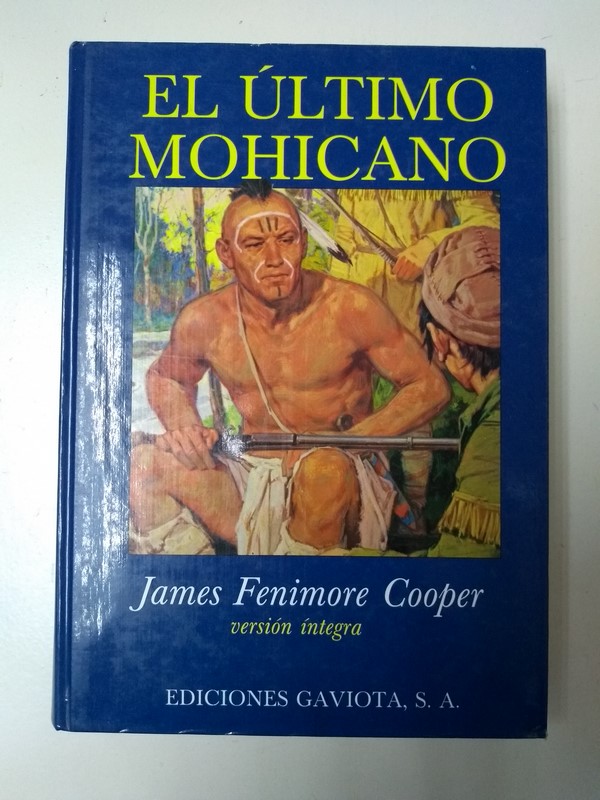 EL ÚLTIMO
MOHICANO
James Fenimore Cooper
versión íntegra
EDICIONES GAVIOTA, S. A.